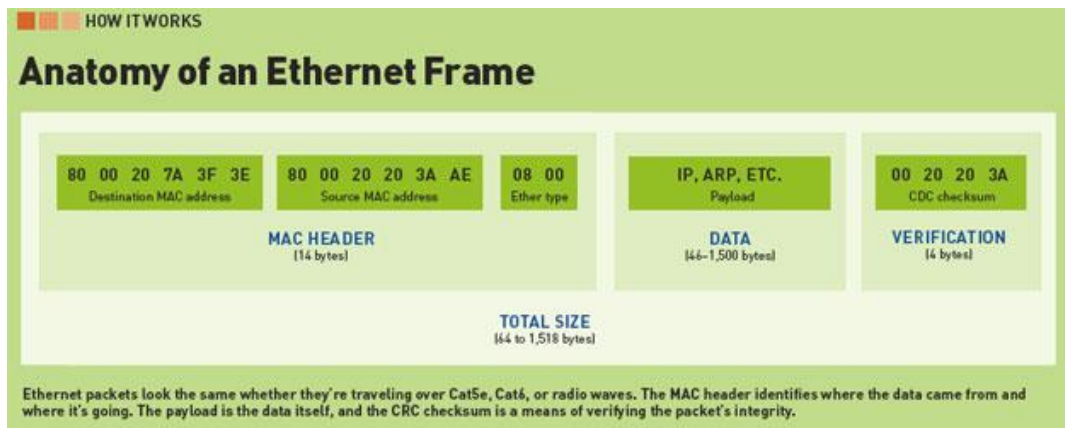 HOW IT WORKS
Anatomy of an Ethernet Frame
80 00 20 7A 3F 3E
Destination MAC address
80 00 20 20 3A AE
Source MAC address
08 00
Ether type
MAC HEADER
(14 bytes)
IP, ARP, ETC.
Payload
DATA
(46–1,500 bytes)
00 20 20 3A
CDC checksum
VERIFICATION
(4 bytes)
TOTAL SIZE
(64 to 1,518 bytes)
Ethernet packets look the same whether they're traveling over Cat5e, Cat6, or radio waves. The MAC header identifies where the data came from and
where it's going. The payload is the data itself, and the CRC checksum is a means of verifying the packet's integrity.